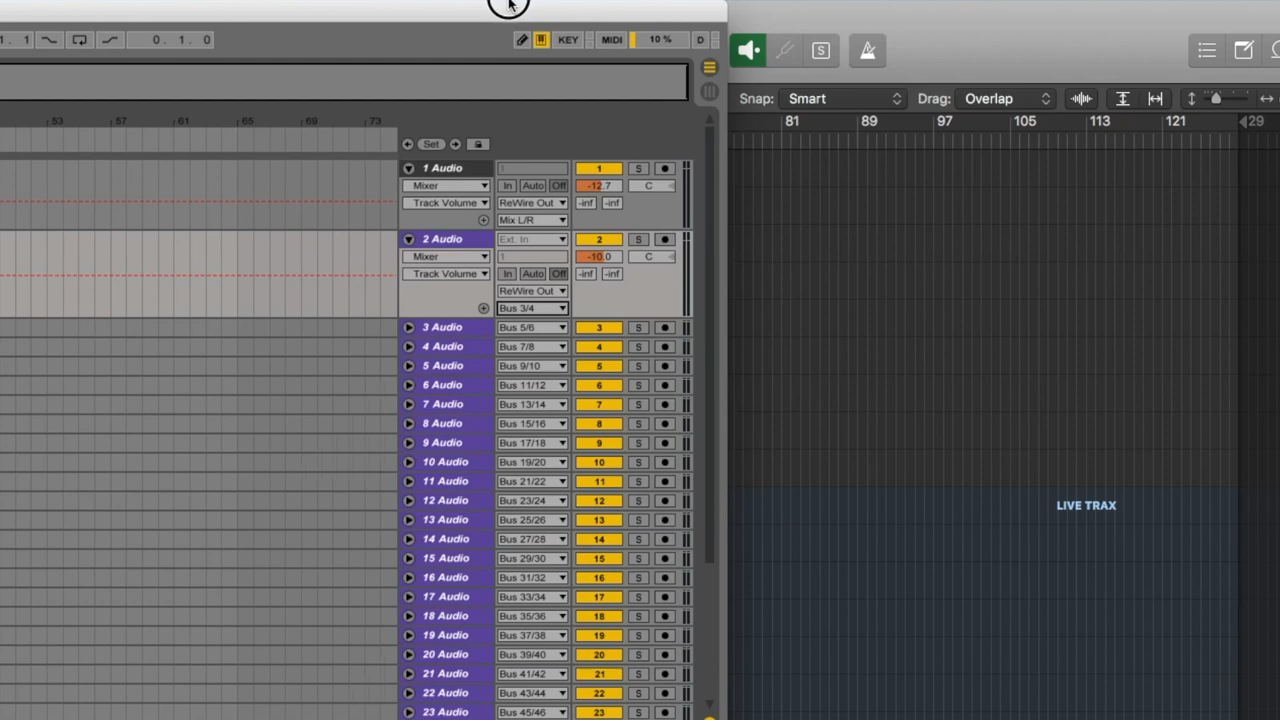 1. 1 0. 1. 0 KEY MIDI 10 % D
S
Snap: Smart Drag: Overlap
81 89 97 105 113 121 29
53 57 61 65 69 73
Set
1 Audio 1 1 S
Mixer In Auto Off -12.7 C
Track Volume ReWire Out -inf -inf
Mix L/R
2 Audio Ext. In 2 S
Mixer 1 -10.0 C
Track Volume In Auto Off -inf -inf
ReWire Out
Bus 3/4
3 Audio Bus 5/6 3 S
4 Audio Bus 7/8 4 S
5 Audio Bus 9/10 5 S
6 Audio Bus 11/12 6 S
7 Audio Bus 13/14 7 S
8 Audio Bus 15/16 8 S
9 Audio Bus 17/18 9 S
10 Audio Bus 19/20 10 S
11 Audio Bus 21/22 11 S
12 Audio Bus 23/24 12 S
LIVE TRAX
13 Audio Bus 25/26 13 S
14 Audio Bus 27/28 14 S
15 Audio Bus 29/30 15 S
16 Audio Bus 31/32 16 S
17 Audio Bus 33/34 17 S
18 Audio Bus 35/36 18 S
19 Audio Bus 37/38 19 S
20 Audio Bus 39/40 20 S
21 Audio Bus 41/42 21 S
22 Audio Bus 43/44 22 S
23 Audio Bus 45/46 23 S